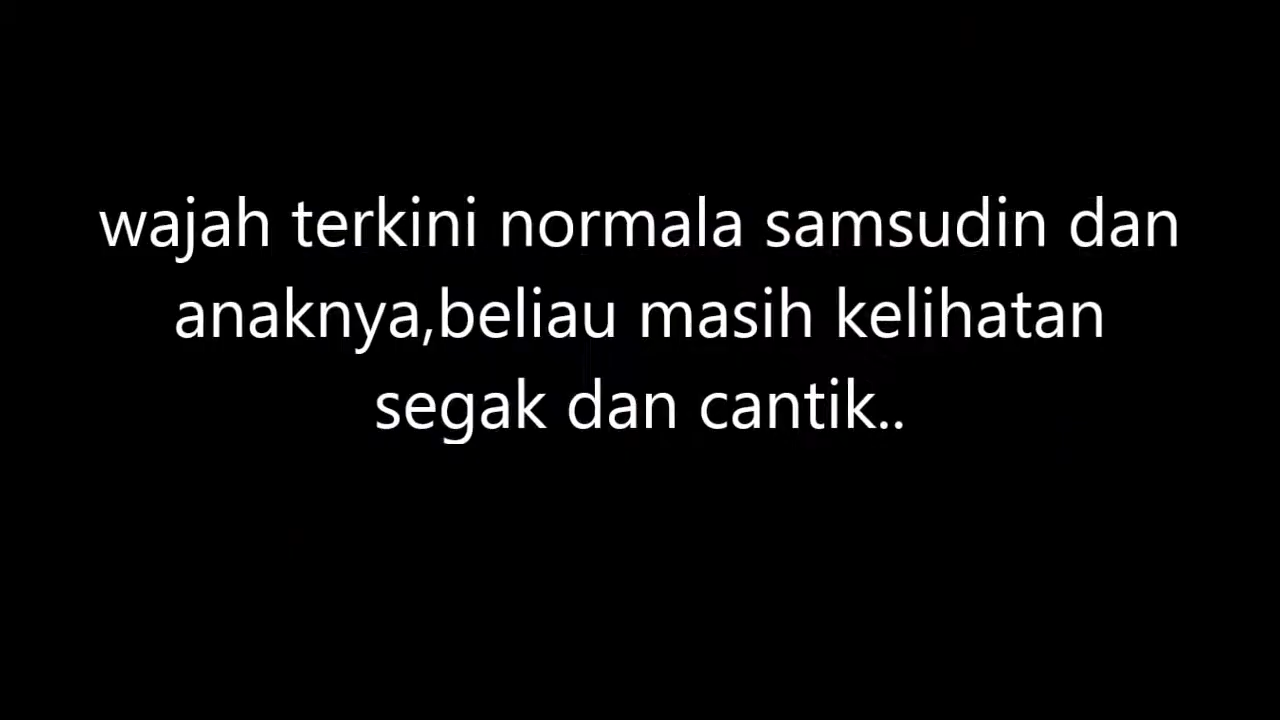 wajah terkini normala samsudin dan
anaknya,beliau masih kelihatan
segak dan cantik..